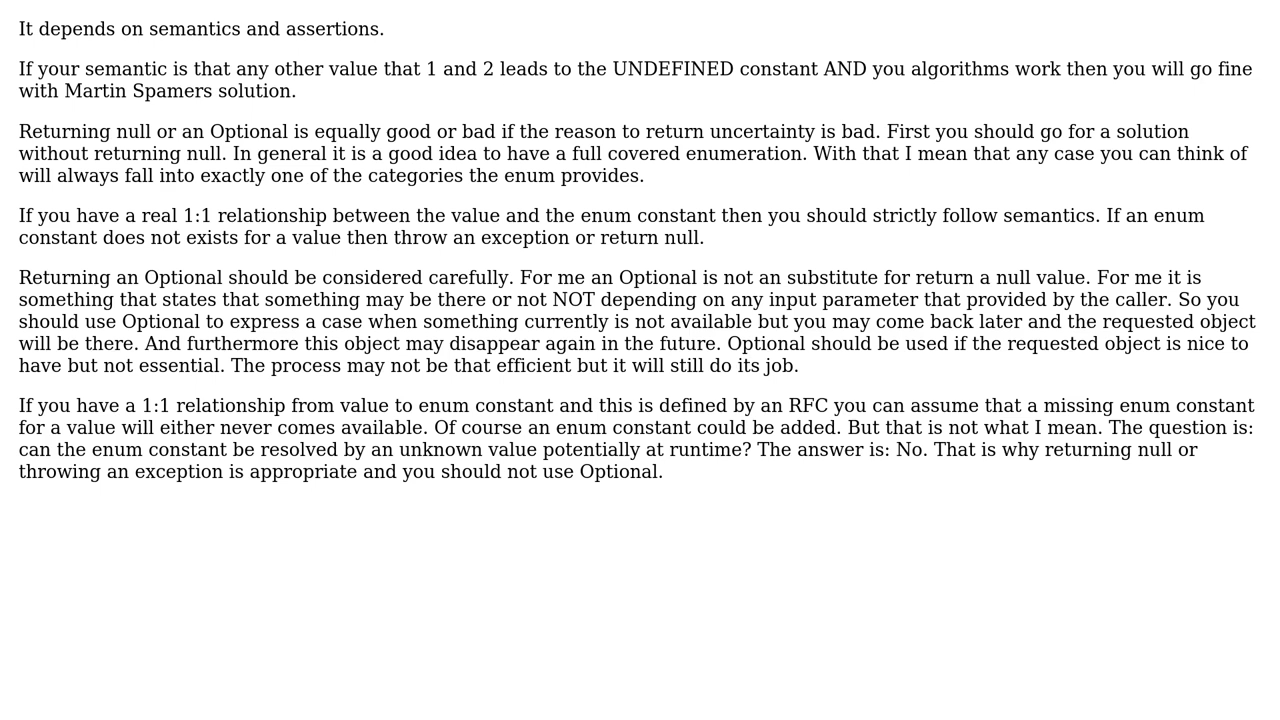 It depends on semantics and assertions.
If your semantic is that any other value that 1 and 2 leads to the UNDEFINED constant AND you algorithms work then you will go fine
with Martin Spamers solution.
Returning null or an Optional is equally good or bad if the reason to return uncertainty is bad. First you should go for a solution
without returning null. In general it is a good idea to have a full covered enumeration. With that I mean that any case you can think of
will always fall into exactly one of the categories the enum provides.
If you have a real 1:1 relationship between the value and the enum constant then you should strictly follow semantics. If an enum
constant does not exists for a value then throw an exception or return null.
Returning an Optional should be considered carefully. For me an Optional is not an substitute for return a null value. For me it is
something that states that something may be there or not NOT depending on any input parameter that provided by the caller. So you
should use Optional to express a case when something currently is not available but you may come back later and the requested object
will be there. And furthermore this object may disappear again in the future. Optional should be used if the requested object is nice to
have but not essential. The process may not be that efficient but it will still do its job.
If you have a 1:1 relationship from value to enum constant and this is defined by an RFC you can assume that a missing enum constant
for a value will either never comes available. Of course an enum constant could be added. But that is not what I mean. The question is:
can the enum constant be resolved by an unknown value potentially at runtime? The answer is: No. That is why returning null or
throwing an exception is appropriate and you should not use Optional.